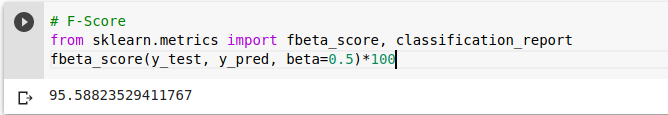 # F-Score
from sklearn.metrics import fbeta_score, classification_report
fbeta_score(y_test, y_pred, beta=0.5)*100
95.58823529411767